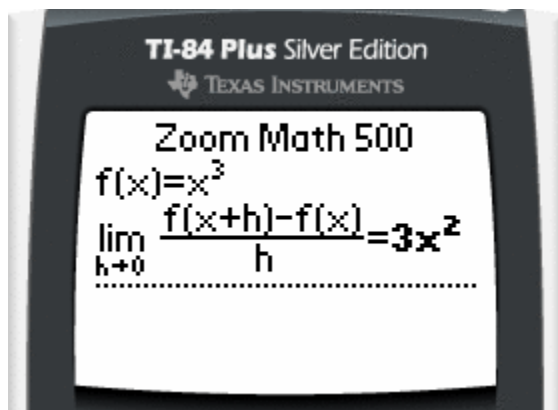 TI-84 Plus Silver Edition
TEXAS INSTRUMENTS
Zoom Math 500
f(x)=x³
lim h→0 f(x+h)-f(x)/h=3x²